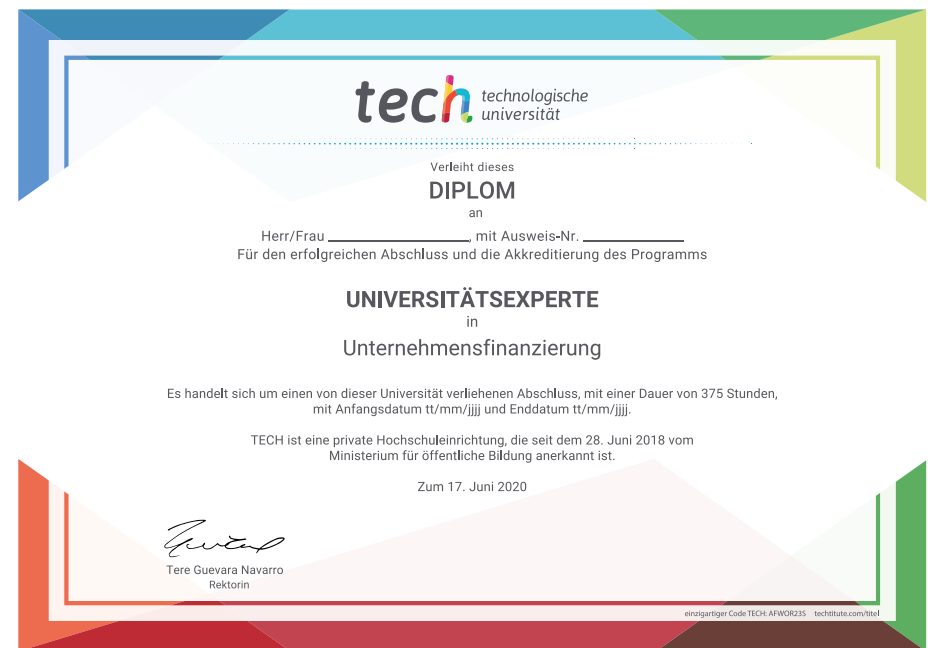 tech technologische
universität
Verleiht dieses
DIPLOM
an
Herr/Frau ____________________, mit Ausweis-Nr. ______________
Für den erfolgreichen Abschluss und die Akkreditierung des Programms
UNIVERSITÄTSEXPERTE
in
Unternehmensfinanzierung
Es handelt sich um einen von dieser Universität verliehenen Abschluss, mit einer Dauer von 375 Stunden,
mit Anfangsdatum tt/mm/jjjj und Enddatum tt/mm/jjjj.
TECH ist eine private Hochschuleinrichtung, die seit dem 28. Juni 2018 vom
Ministerium für öffentliche Bildung anerkannt ist.
Zum 17. Juni 2020
Tere Guevara Navarro
Rektorin
einzigartiger Code TECH: AFWOR23S techtitute.com/titel